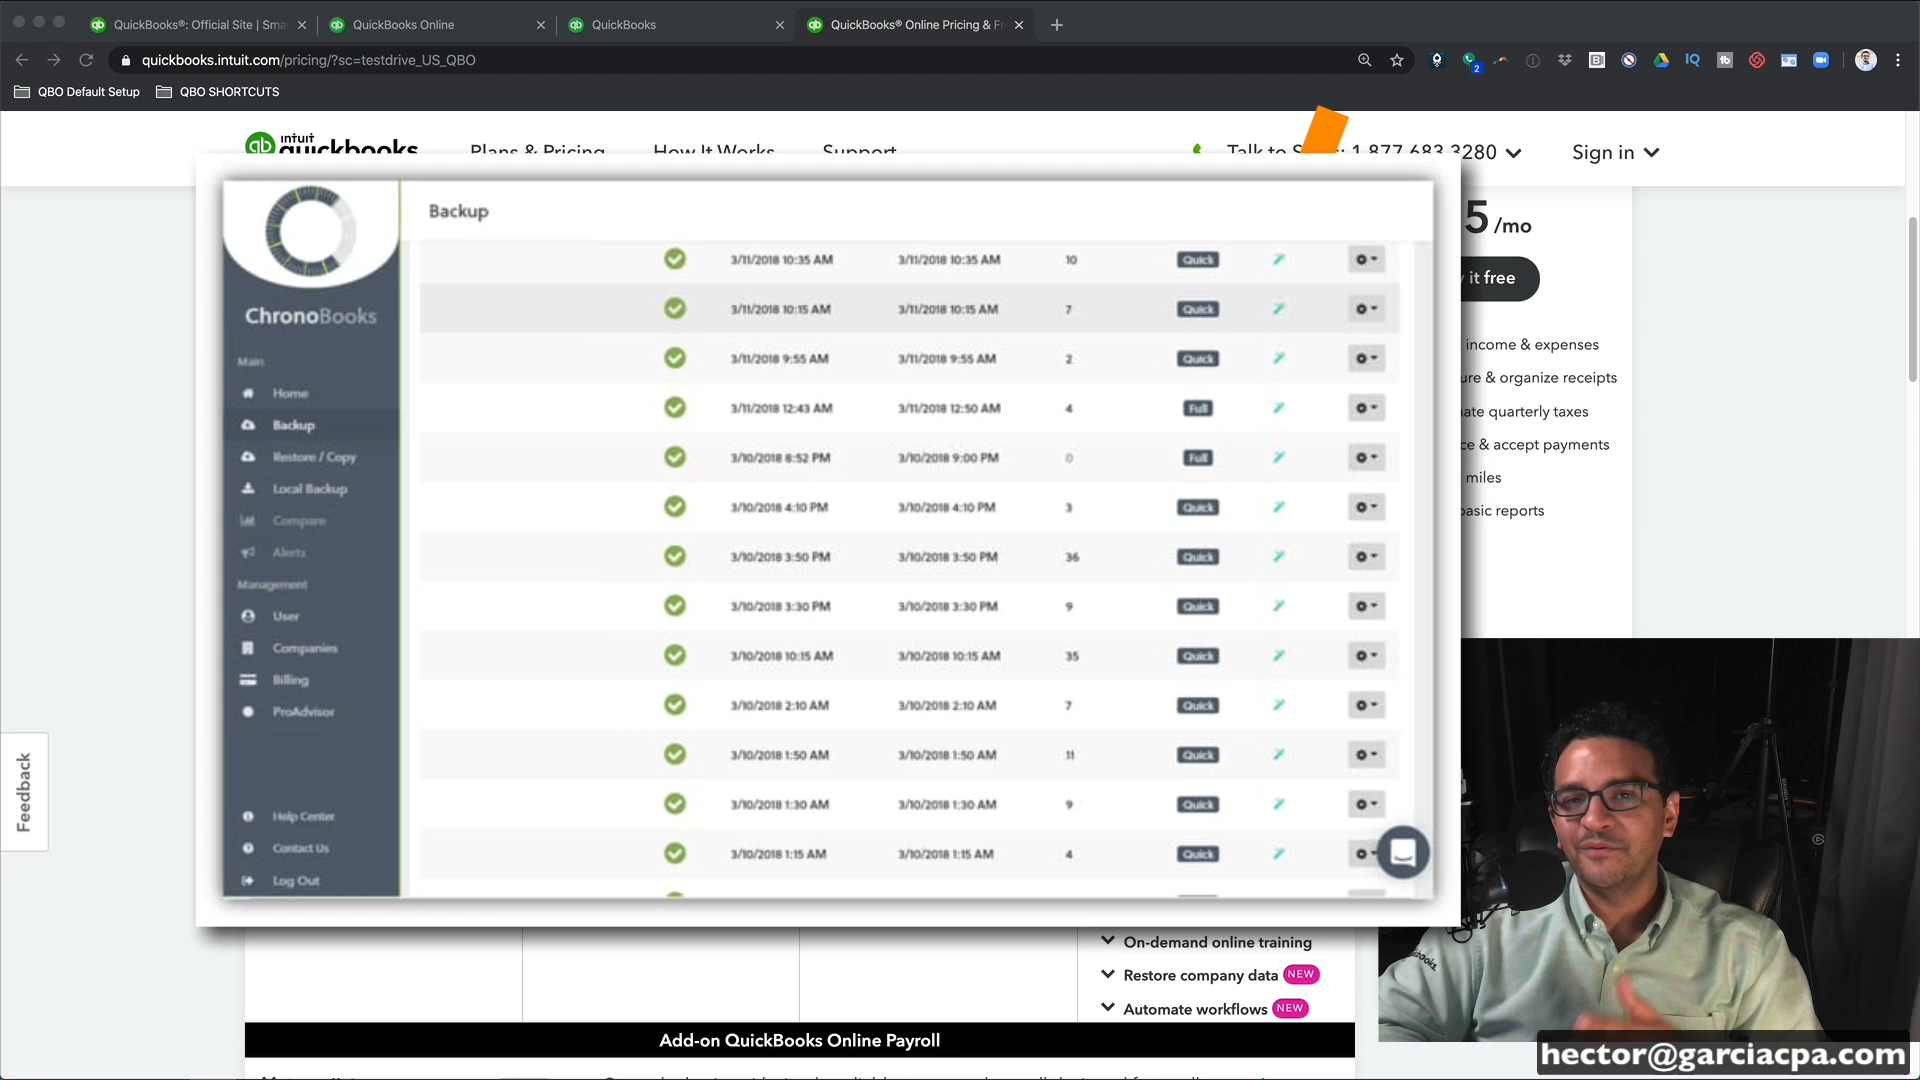 QuickBooks®: Official Site | Sma
QuickBooks Online
QuickBooks
QuickBooks® Online Pricing & Fr
quickbooks.intuit.com/pricing/?sc=testdrive_US_QBO
2
QBO Default Setup
QBO SHORTCUTS
intuit quickbooks
Plans & Pricing
How It Works
Support
Talk to S 1 877 683 3280
Sign in
Backup
3/11/2018 10:35 AM 3/11/2018 10:35 AM 10 Quick
3/11/2018 10:15 AM 3/11/2018 10:15 AM 7 Quick
3/11/2018 9:55 AM 3/11/2018 9:55 AM 2 Quick
3/11/2018 12:43 AM 3/11/2018 12:50 AM 4 Full
3/10/2018 8:52 PM 3/10/2018 9:00 PM 0 Full
3/10/2018 4:10 PM 3/10/2018 4:10 PM 3 Quick
3/10/2018 3:50 PM 3/10/2018 3:50 PM 36 Quick
3/10/2018 3:30 PM 3/10/2018 3:30 PM 9 Quick
3/10/2018 10:15 AM 3/10/2018 10:15 AM 35 Quick
3/10/2018 2:10 AM 3/10/2018 2:10 AM 7 Quick
3/10/2018 1:50 AM 3/10/2018 1:50 AM 11 Quick
3/10/2018 1:30 AM 3/10/2018 1:30 AM 9 Quick
3/10/2018 1:15 AM 3/10/2018 1:15 AM 4 Quick
ChronoBooks
Main
Home
Backup
Restore / Copy
Local Backup
Compare
Alerts
Management
User
Companies
Billing
ProAdvisor
Help Center
Contact Us
Log Out
5 /mo
it free
income & expenses
ure & organize receipts
ate quarterly taxes
ce & accept payments
miles
basic reports
Feedback
On-demand online training
Restore company data NEW
Automate workflows NEW
Add-on QuickBooks Online Payroll
hector@garciacpa.com